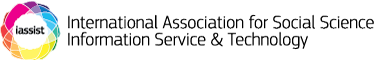 iassist
International Association for Social Science
Information Service & Technology